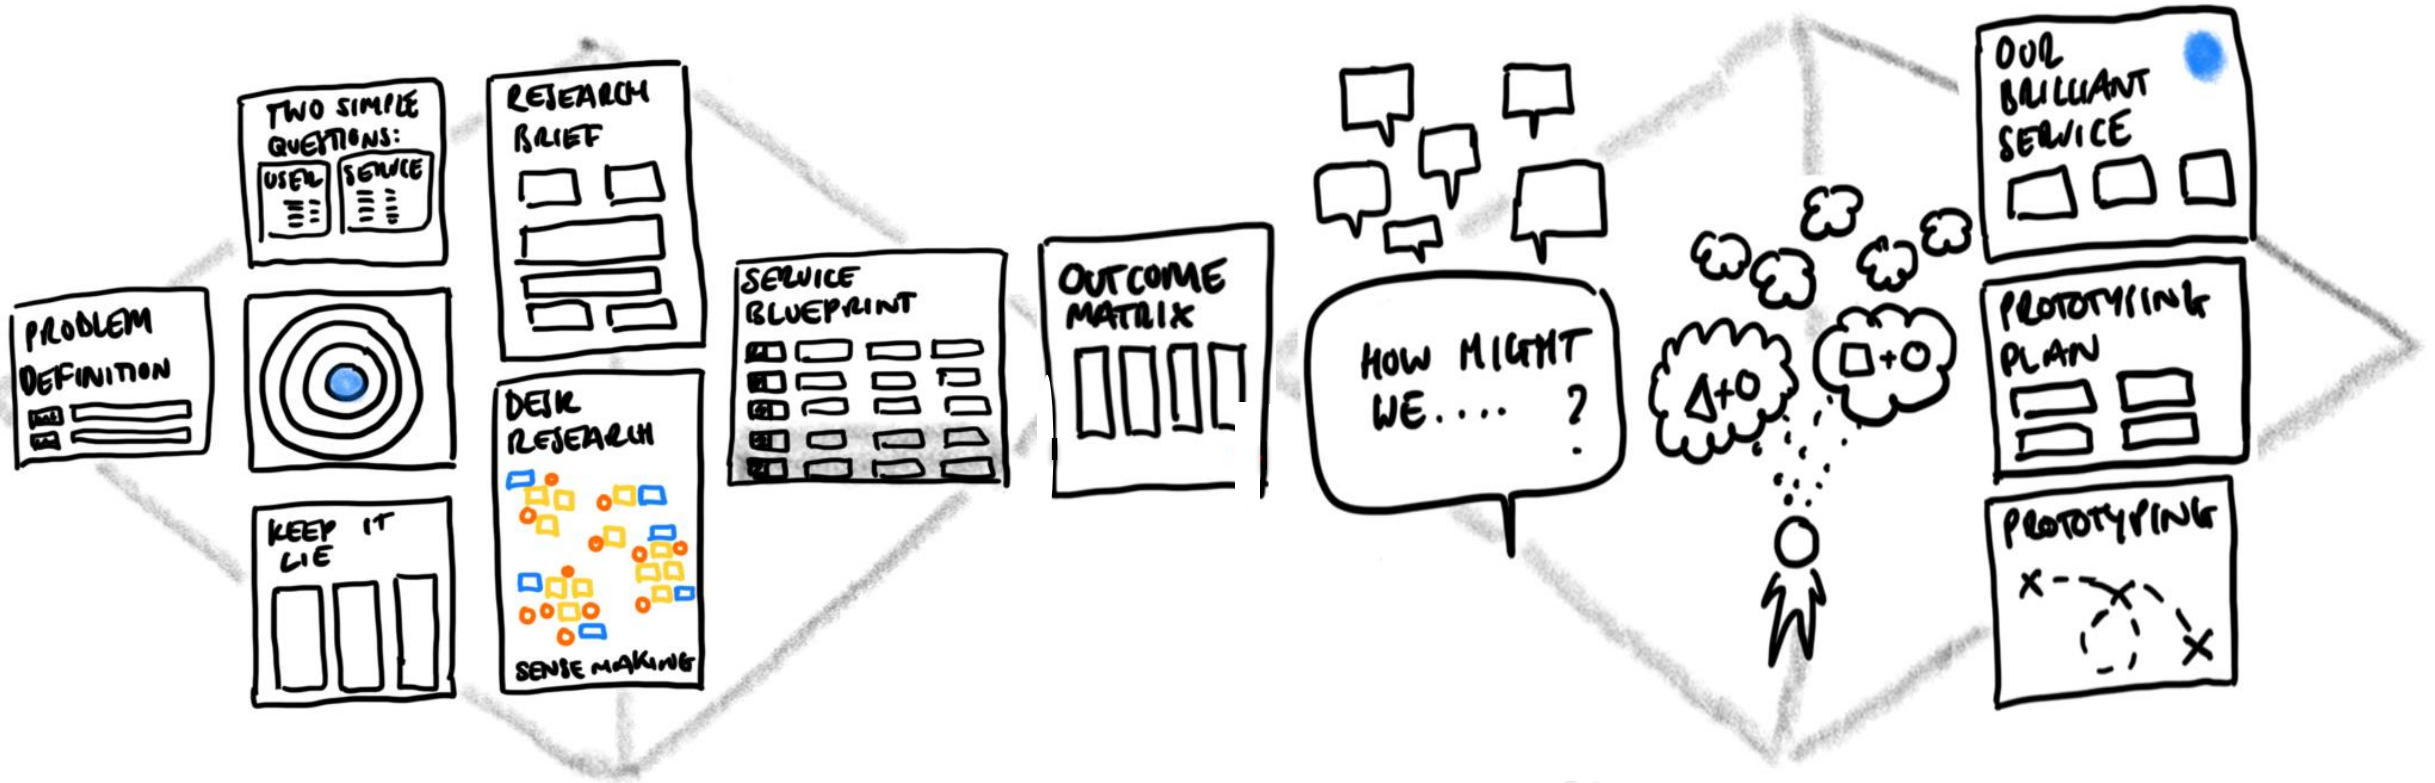 PROBLEM
DEFINITION
TWO SIMPLE
QUESTIONS:
USER
SERVICE
KEEP IT
LIE
RESEARCH
BRIEF
DESK
RESEARCH
SENSE MAKING
SERVICE
BLUEPRINT
OUTCOME
MATRIX
HOW MIGHT
WE.... ?
Δ+O
□+O
OUR
BRILLIANT
SERVICE
PROTOTYPING
PLAN
PROTOTYPING